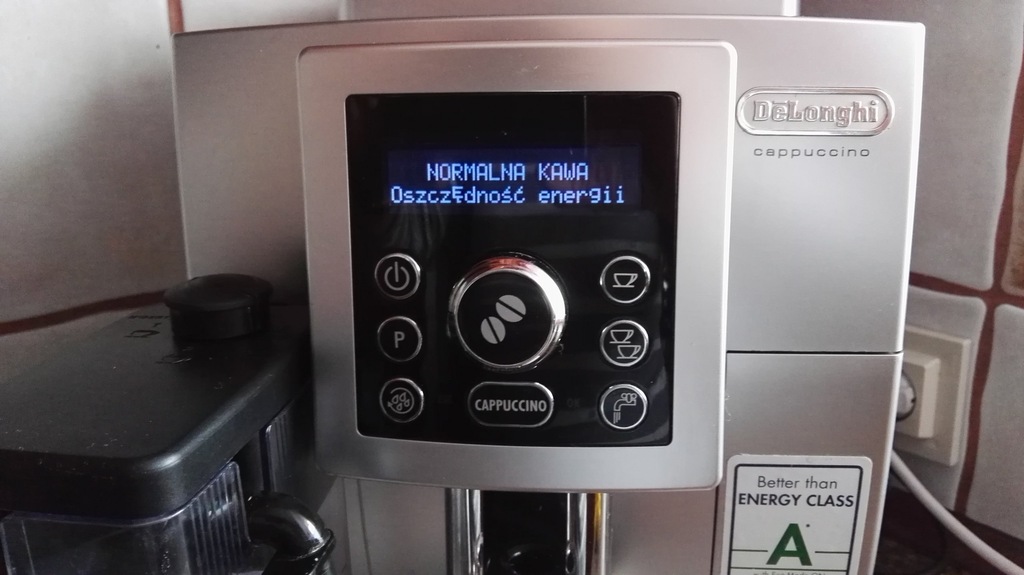 NORMALNA KAWA
OszczĘdność energii
DeLonghi
cappuccino
P
CAPPUCCINO
Better than
ENERGY CLASS
A